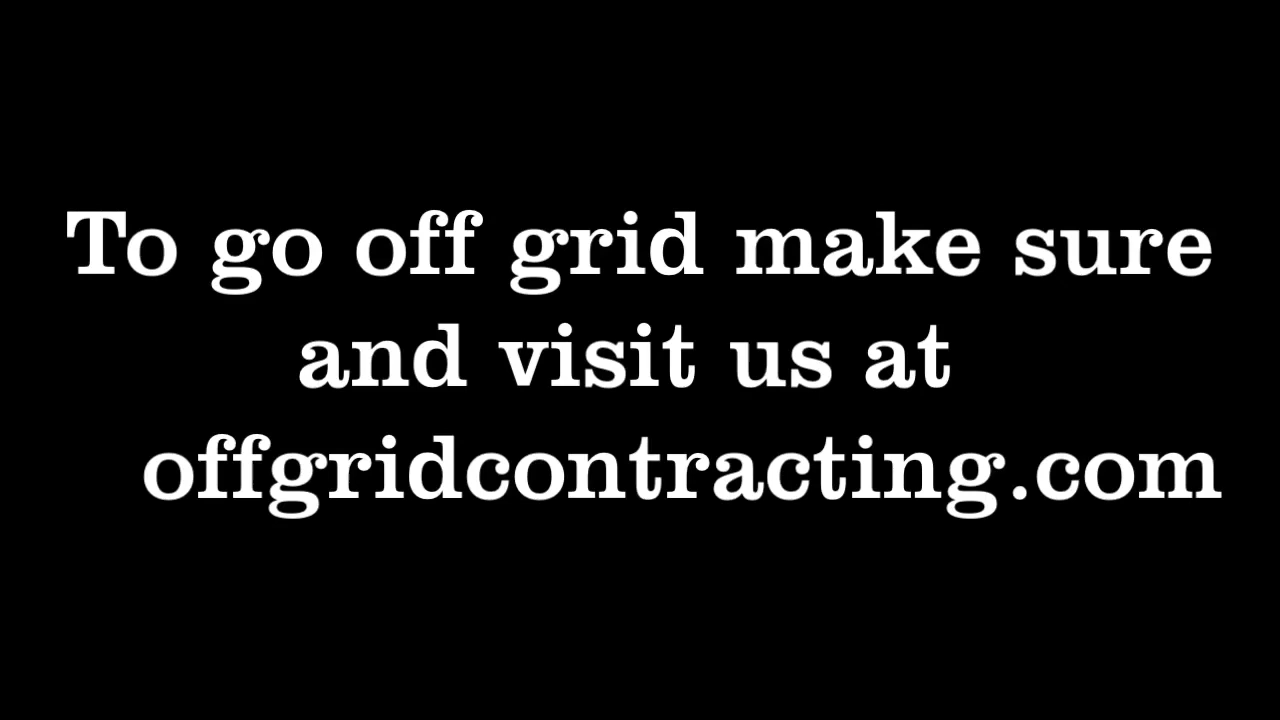 To go off grid make sure
and visit us at
offgridcontracting.com